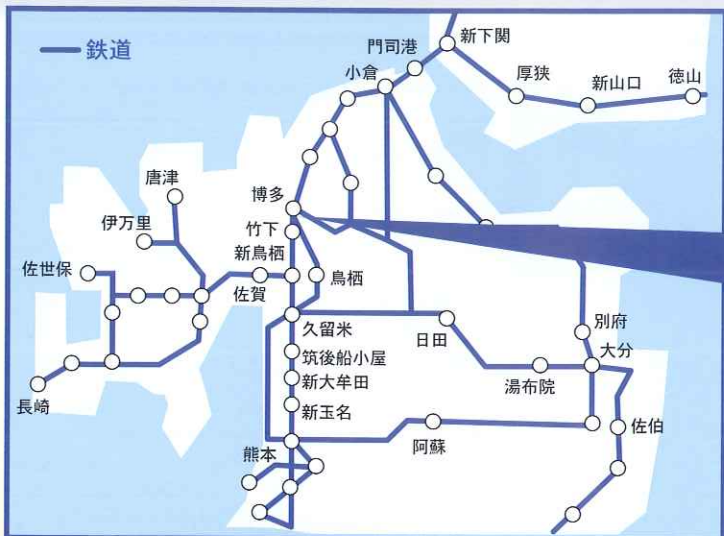 鉄道
新下関
門司港
小倉
厚狭
新山口
徳山
唐津
博多
伊万里
竹下
新鳥栖
佐世保
佐賀
鳥栖
久留米
日田
別府
大分
筑後船小屋
湯布院
新大牟田
長崎
新玉名
阿蘇
佐伯
熊本